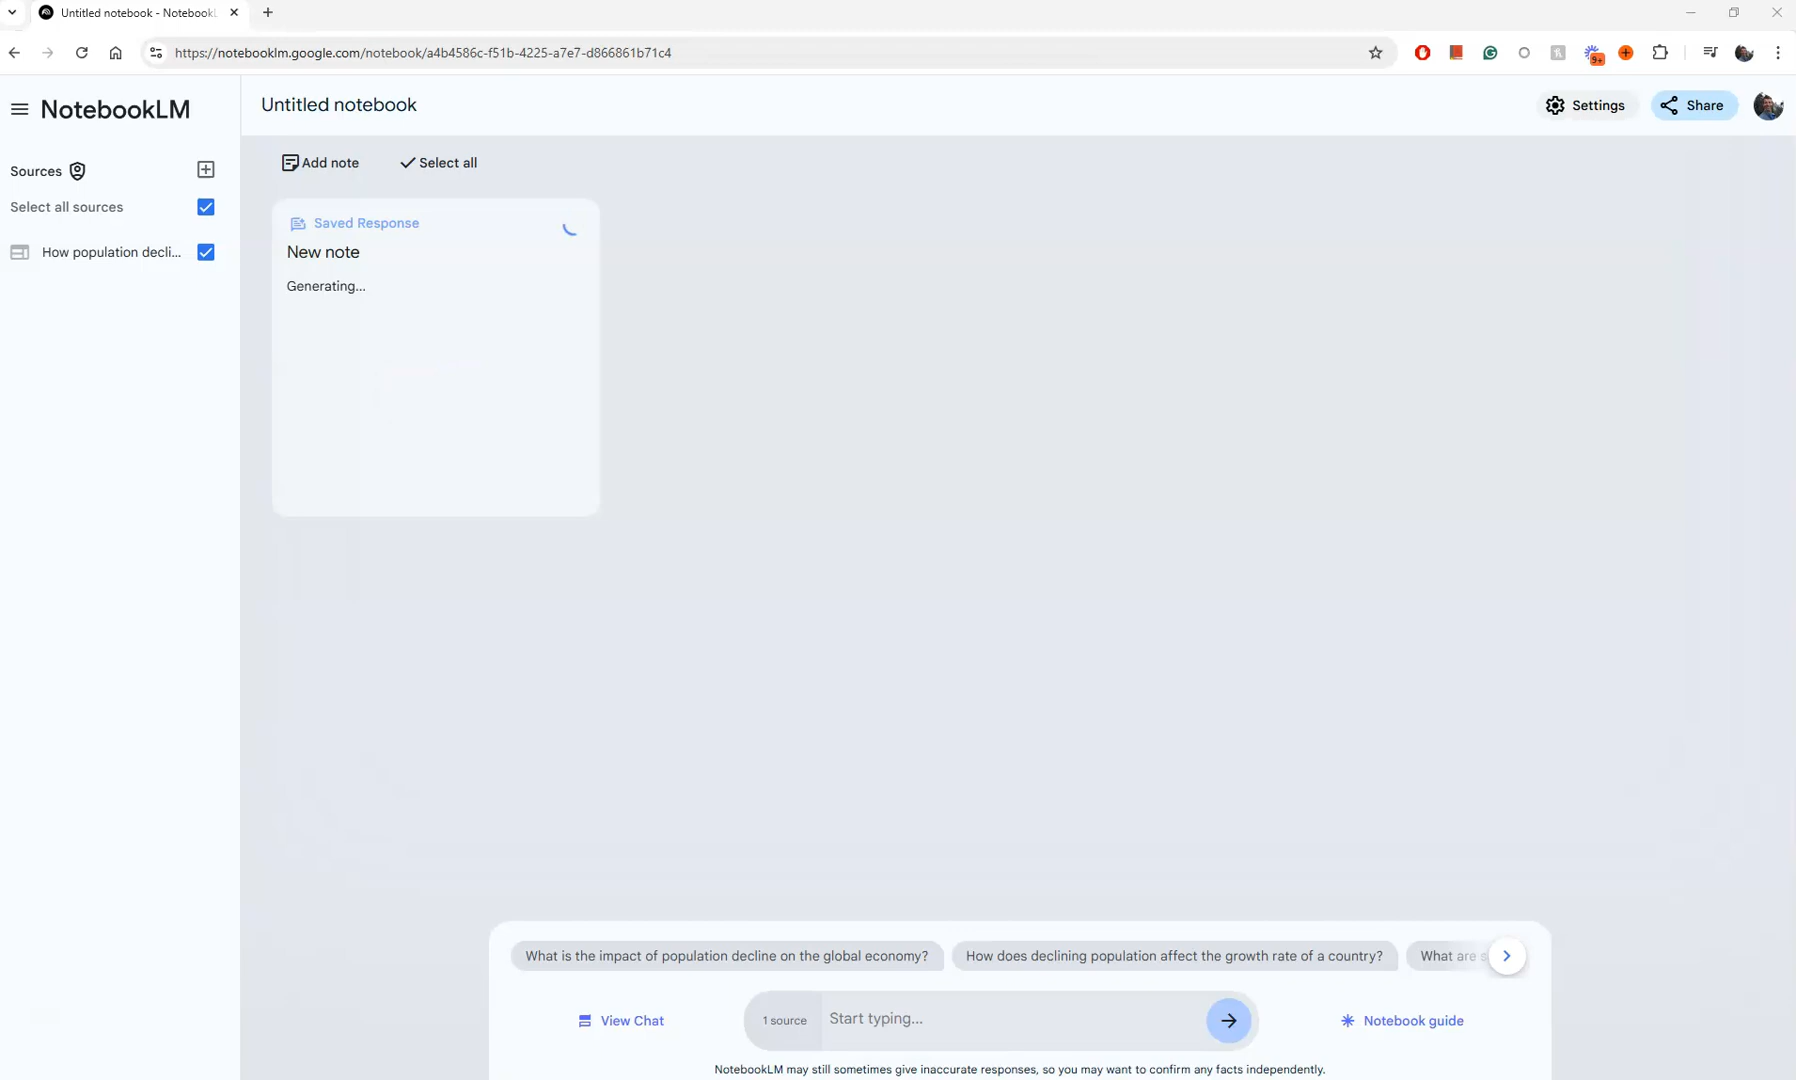 Untitled notebook - Notebook
https://notebooklm.google.com/notebook/a4b4586c-f51b-4225-a7e7-d866861b71c4
9+
NotebookLM
Untitled notebook
Settings
Share
Sources
Add note
Select all
Select all sources
How population decli...
Saved Response
New note
Generating...
What is the impact of population decline on the global economy?
How does declining population affect the growth rate of a country?
What are s
View Chat
1 source
Start typing...
Notebook guide
NotebookLM may still sometimes give inaccurate responses, so you may want to confirm any facts independently.